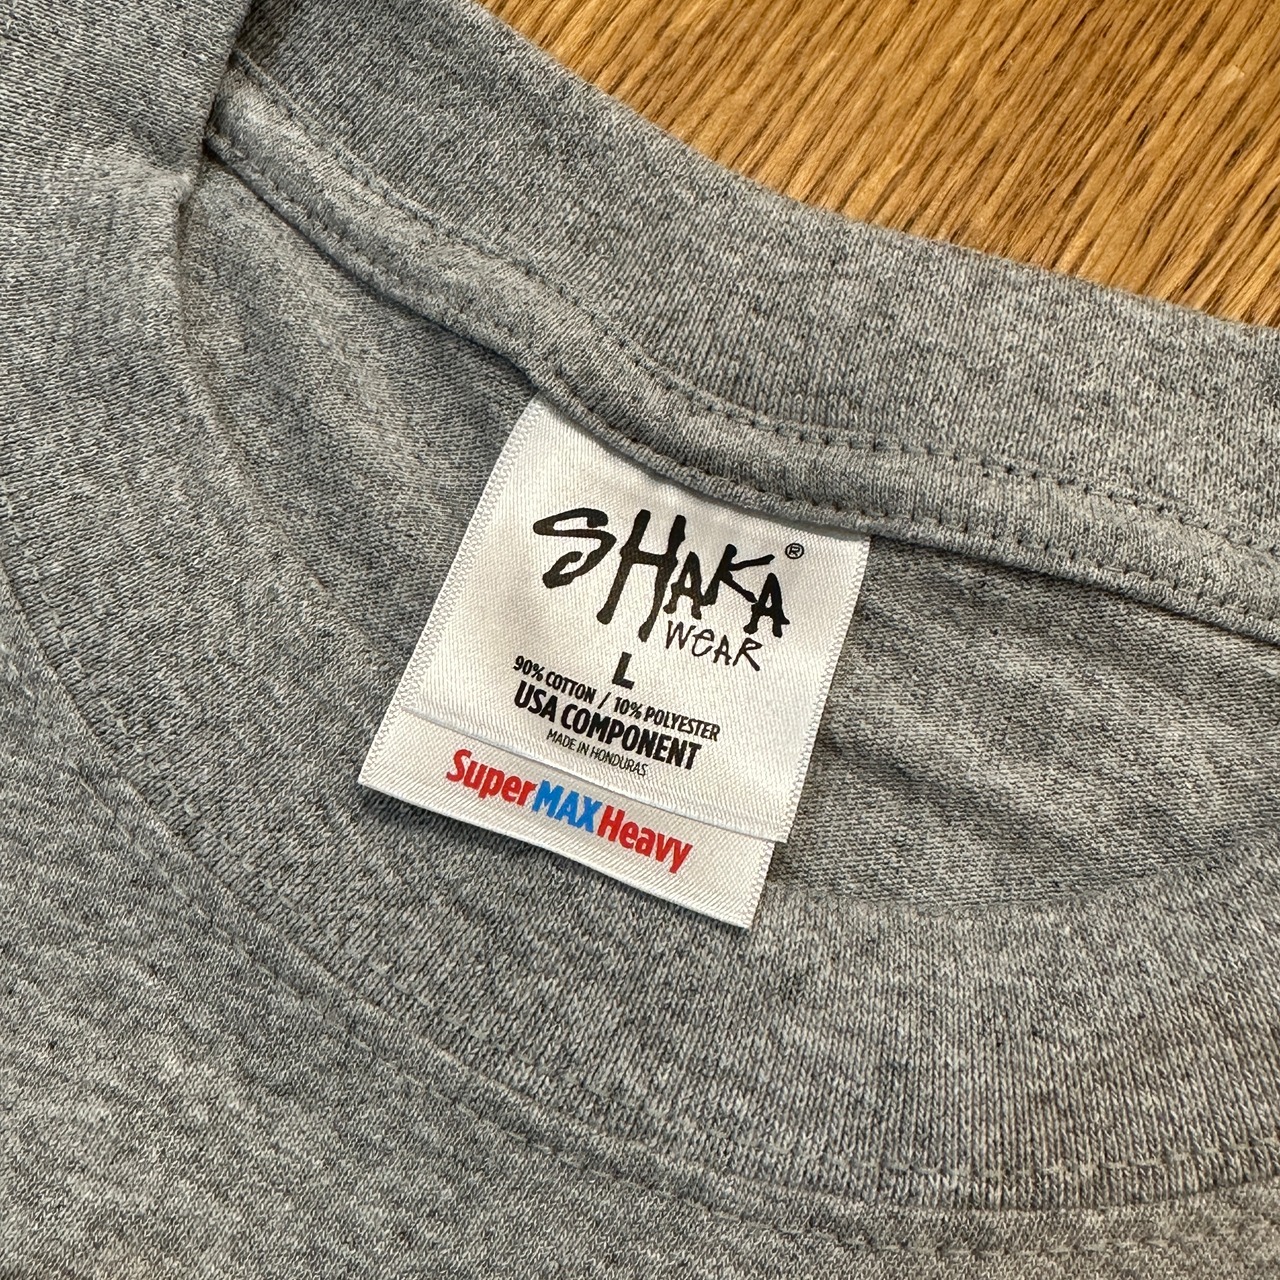 SHAKA®
WEAR
L
90% COTTON / 10% POLYESTER
USA COMPONENT
MADE IN HONDURAS
SuperMAXHeavy